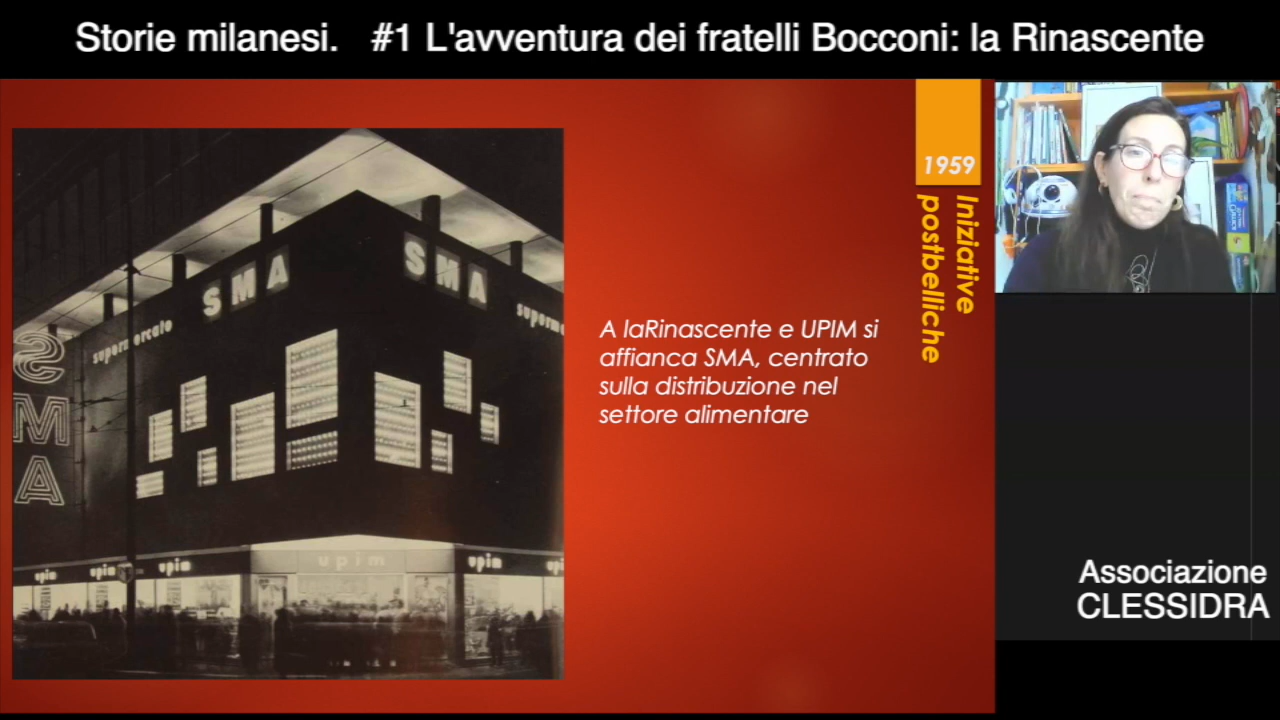 Storie milanesi.   #1 L'avventura dei fratelli Bocconi: la Rinascente
1959
Iniziative
postbelliche
A laRinascente e UPIM si
affianca SMA, centrato
sulla distribuzione nel
settore alimentare
SMA
SMA
supermercato
superm
SMA
upim
upim
upim
upim
upim
Associazione
CLESSIDRA